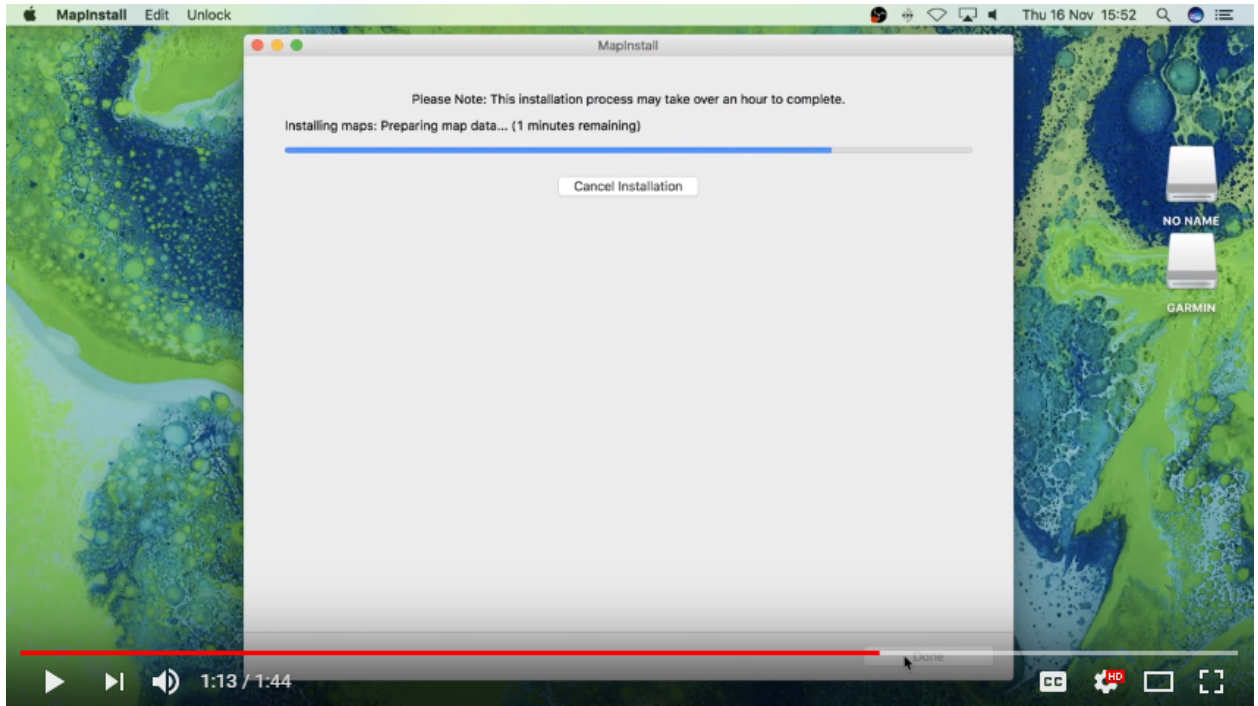 MapInstall Edit Unlock Thu 16 Nov 15:52
MapInstall
Please Note: This installation process may take over an hour to complete.
Installing maps: Preparing map data... (1 minutes remaining)
Cancel Installation
NO NAME
GARMIN
Done
1:13 / 1:44 CC HD